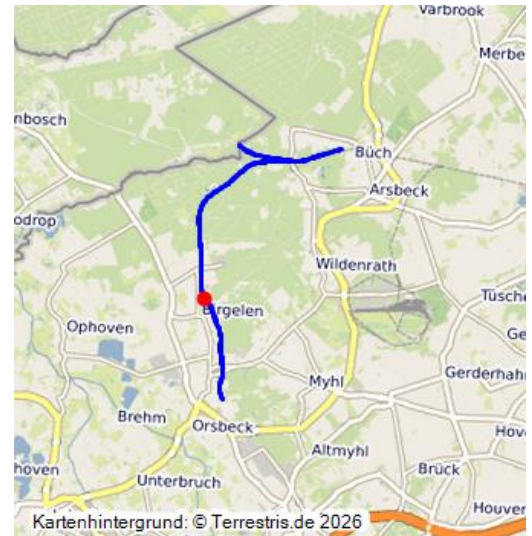 Varbrook
Merbe
nbosch
Büch
Arsbeck
odrop
Wildenrath
Tüsche
Birgelen
Ophoven
Ge
Gerderhahn
Myhl
Brehm
Orsbeck
Hove
hoven
Altmyhl
Brück
Unterbruch
Houver
Kartenhintergrund: © Terrestris.de 2026